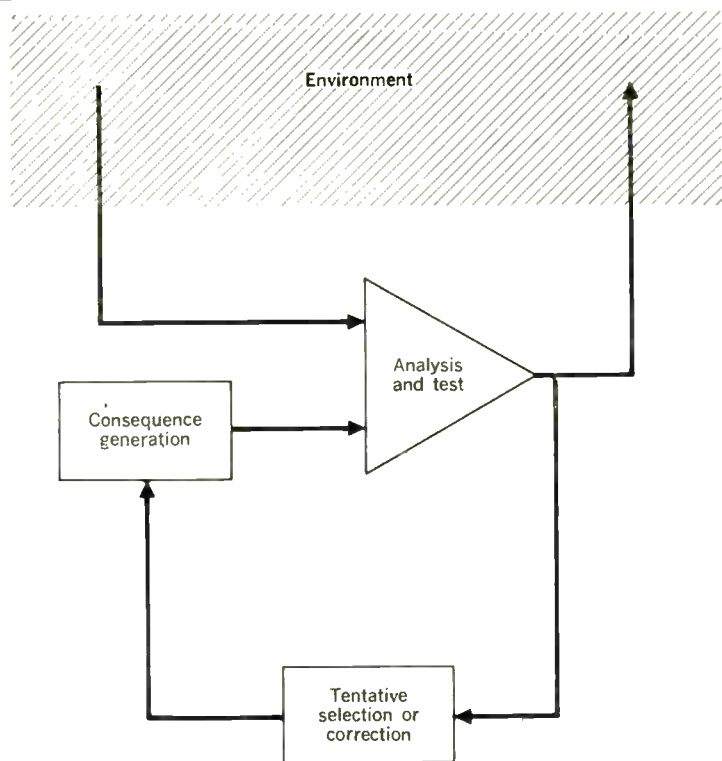 Environment
Analysis
and test
Consequence
generation
Tentative
selection or
correction